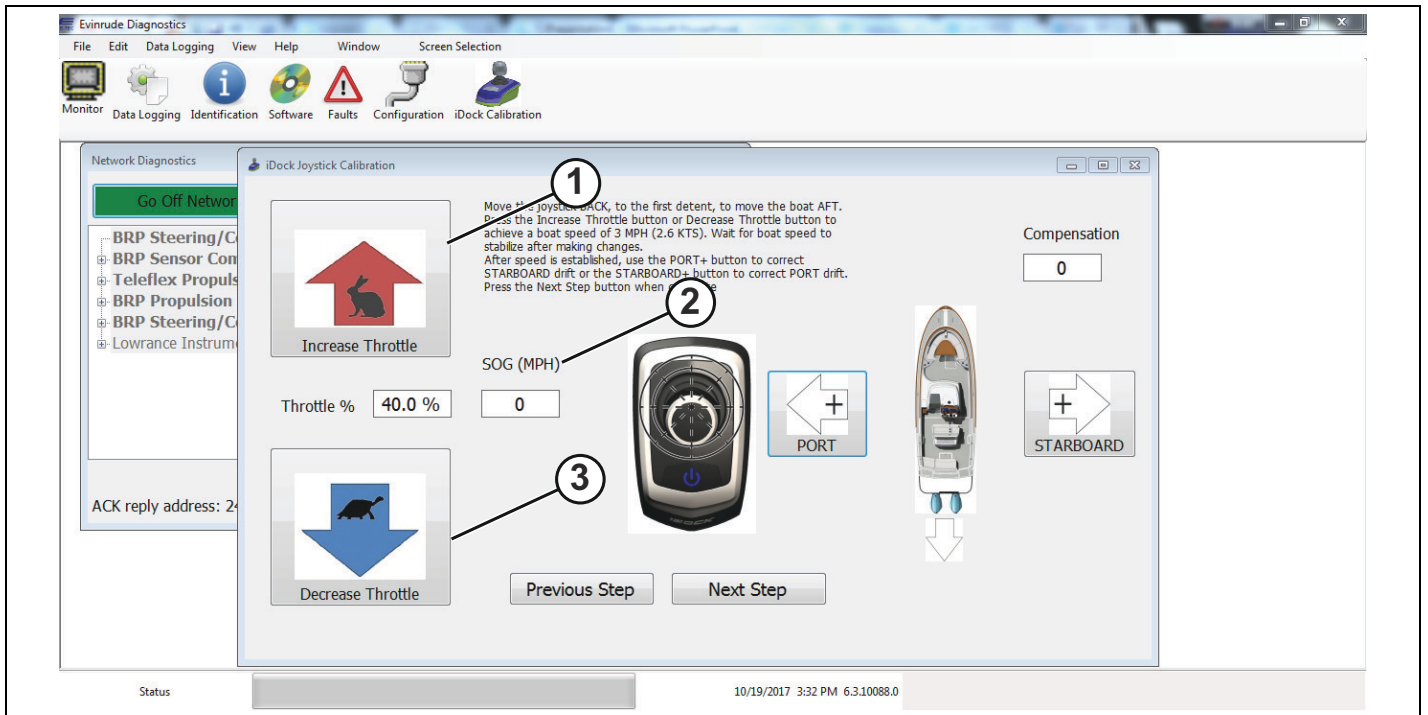 Evinrude Diagnostics
File Edit Data Logging View Help Window Screen Selection
Monitor Data Logging Identification Software Faults Configuration iDock Calibration
Network Diagnostics
Go Off Networ
BRP Steering/C
BRP Sensor Con
Teleflex Propuls
BRP Propulsion
BRP Steering/C
Lowrance Instrum
ACK reply address: 24
iDock Joystick Calibration
1
Move the joystick BACK, to the first detent, to move the boat AFT.
Press the Increase Throttle button or Decrease Throttle button to
achieve a boat speed of 3 MPH (2.6 KTS). Wait for boat speed to
stabilize after making changes.
After speed is established, use the PORT+ button to correct
STARBOARD drift or the STARBOARD+ button to correct PORT drift.
Press the Next Step button when
Compensation
0
Increase Throttle
2
SOG (MPH)
Throttle % 40.0 % 0
+
PORT
+
STARBOARD
3
Decrease Throttle
Previous Step Next Step
Status 10/19/2017 3:32 PM 6.3.10088.0